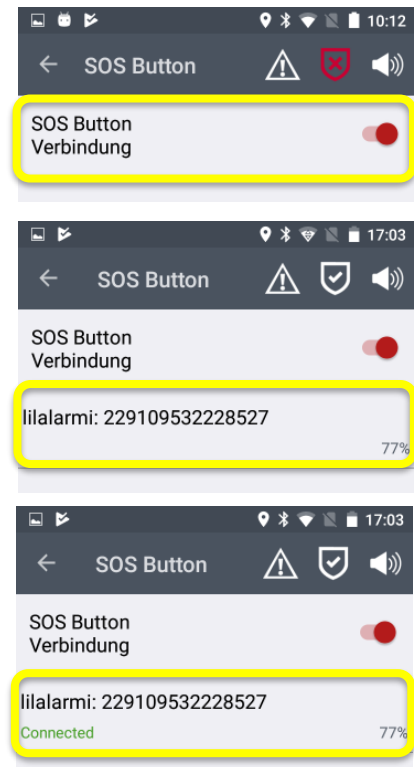 10:12
SOS Button
SOS Button
Verbindung
17:03
SOS Button
SOS Button
Verbindung
lilalarmi: 229109532228527
77%
17:03
SOS Button
SOS Button
Verbindung
lilalarmi: 229109532228527
Connected 77%